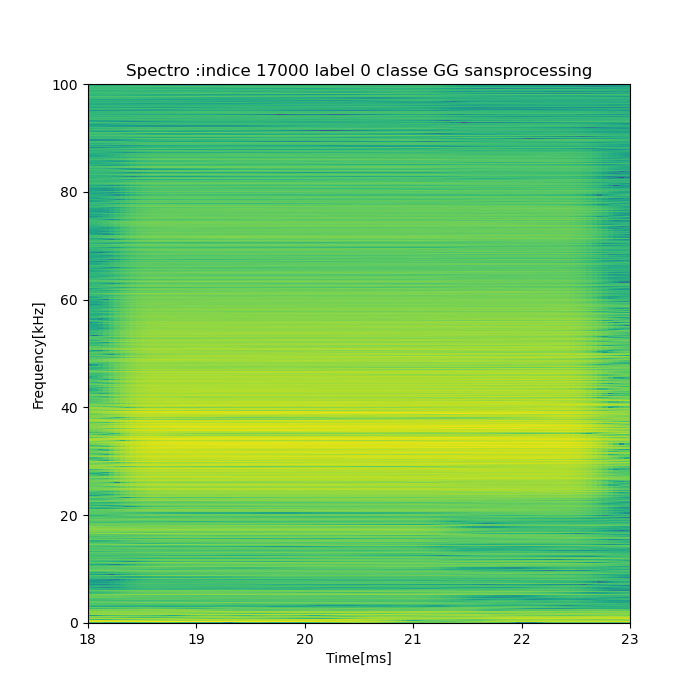 Spectro :indice 17000 label 0 classe GG sansprocessing
100
80
60
40
20
0
Frequency[kHz]
18 19 20 21 22 23
Time[ms]